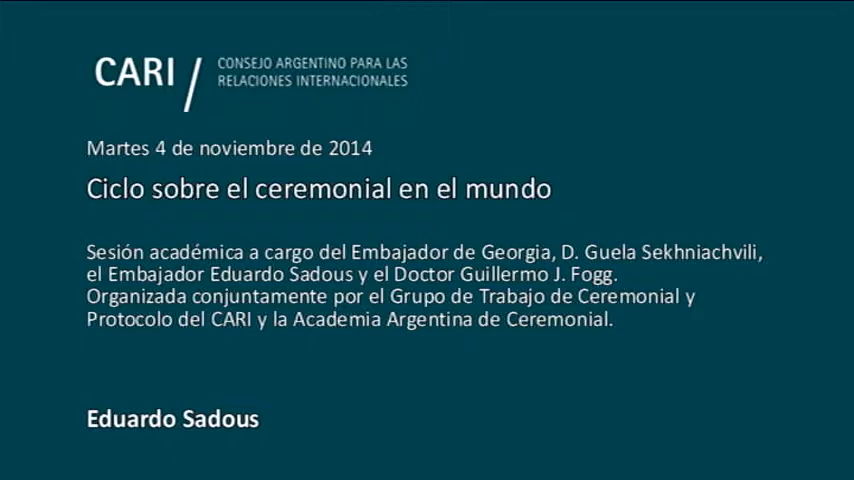 CARI /
CONSEJO ARGENTINO PARA LAS
RELACIONES INTERNACIONALES
Martes 4 de noviembre de 2014
Ciclo sobre el ceremonial en el mundo
Sesión académica a cargo del Embajador de Georgia, D. Guela Sekhniachvili,
el Embajador Eduardo Sadous y el Doctor Guillermo J. Fogg.
Organizada conjuntamente por el Grupo de Trabajo de Ceremonial y
Protocolo del CARI y la Academia Argentina de Ceremonial.
Eduardo Sadous